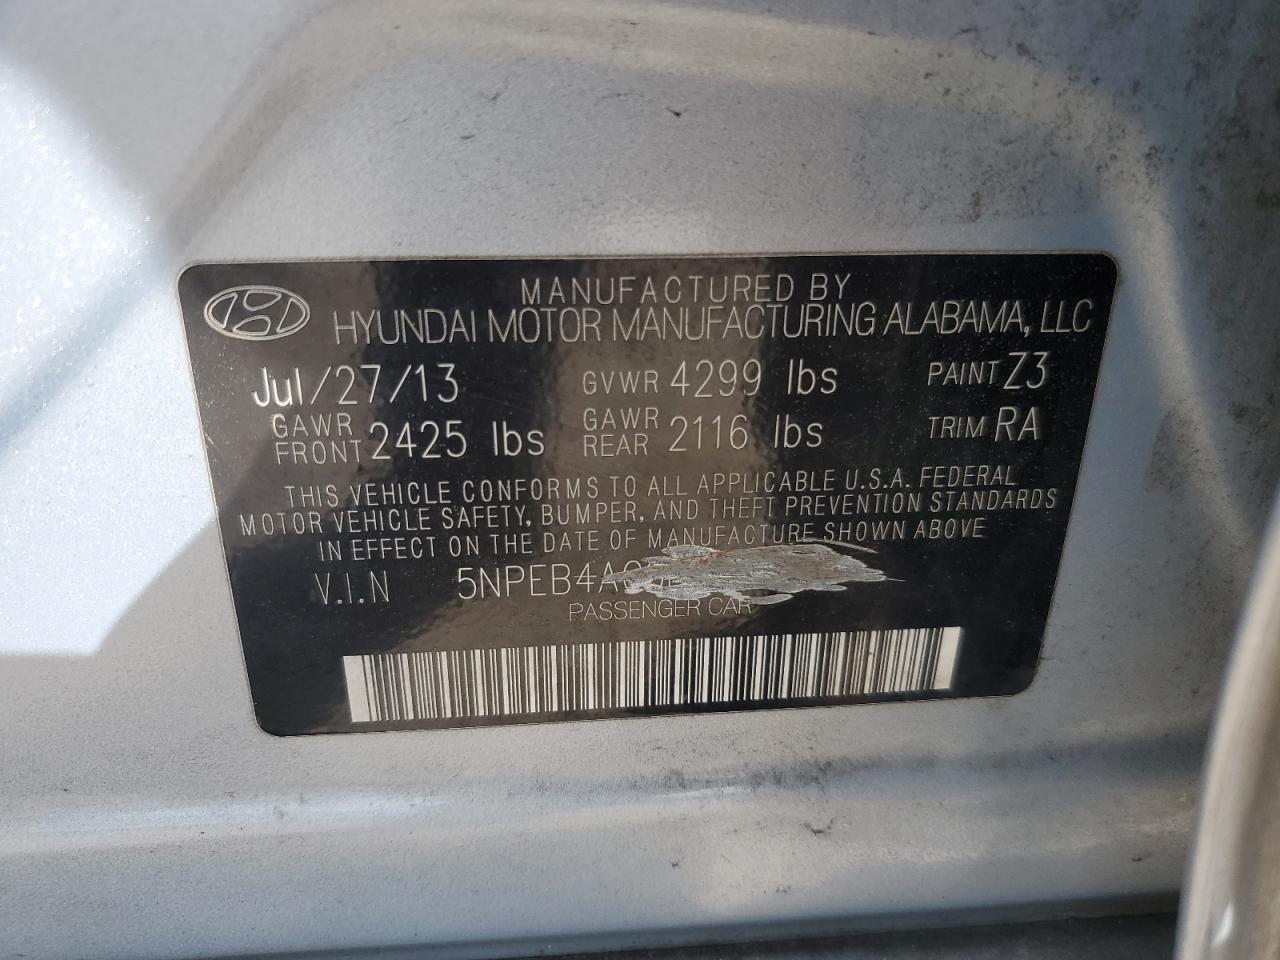 MANUFACTURED BY
HYUNDAI MOTOR MANUFACTURING ALABAMA, LLC
Jul/27/13 GVWR 4299 lbs PAINT Z3
GAWR FRONT 2425 lbs GAWR REAR 2116 lbs TRIM RA
THIS VEHICLE CONFORMS TO ALL APPLICABLE U.S.A. FEDERAL
MOTOR VEHICLE SAFETY, BUMPER, AND THEFT PREVENTION STANDARDS
IN EFFECT ON THE DATE OF MANUFACTURE SHOWN ABOVE
V.I.N 5NPEB4A
PASSENGER CAR